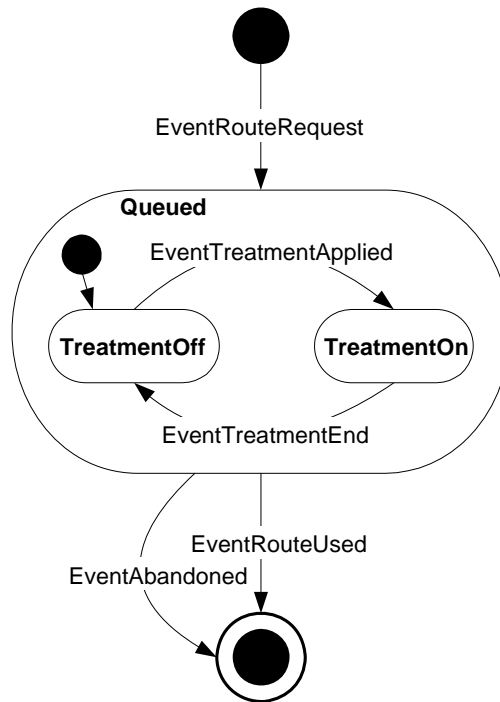 EventRouteRequest
Queued
EventTreatmentApplied
TreatmentOff
TreatmentOn
EventTreatmentEnd
EventRouteUsed
EventAbandoned